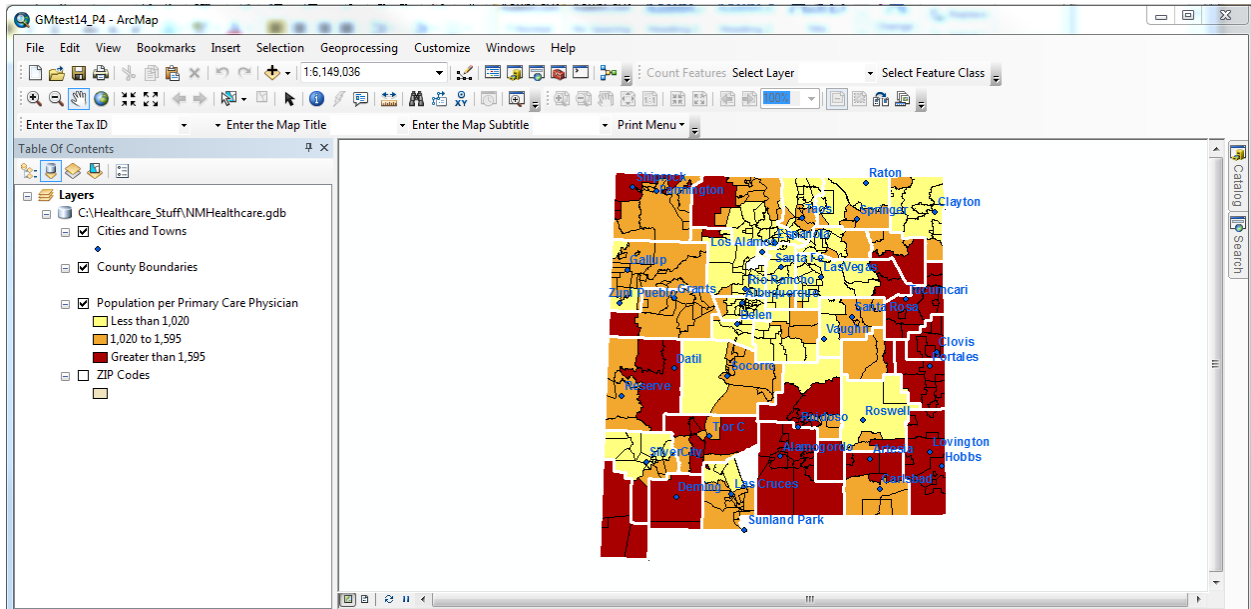 GMtest14_P4 - ArcMap
File Edit View Bookmarks Insert Selection Geoprocessing Customize Windows Help
1:6,149,036 Count Features Select Layer Select Feature Class
100%
Enter the Tax ID Enter the Map Title Enter the Map Subtitle Print Menu
Table Of Contents
Layers
C:\Healthcare_Stuff\NMHealthcare.gdb
Cities and Towns
County Boundaries
Population per Primary Care Physician
Less than 1,020
1,020 to 1,595
Greater than 1,595
ZIP Codes
Catalog
Search
Raton
Shiprock
Farmington
Clayton
Taos
Springer
Espanola
Los Alamos
Santa Fe
Gallup
LasVegas
Rio Rancho
Zuni Pueblo
Grants
Albuquerque
Tucumcari
Santa Rosa
Belen
Vaughn
Clovis
Datil
Portales
Socorro
Reserve
Roswell
Ruidoso
T or C
Lovington
Alamogordo
Artesia
SilverCity
Hobbs
Carlsbad
Deming
Las Cruces
Sunland Park